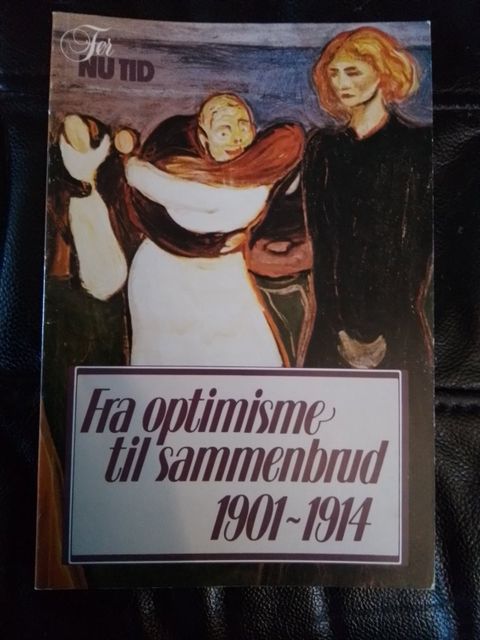 Før
NU TID
Fra optimisme
til sammenbrud
1901~1914